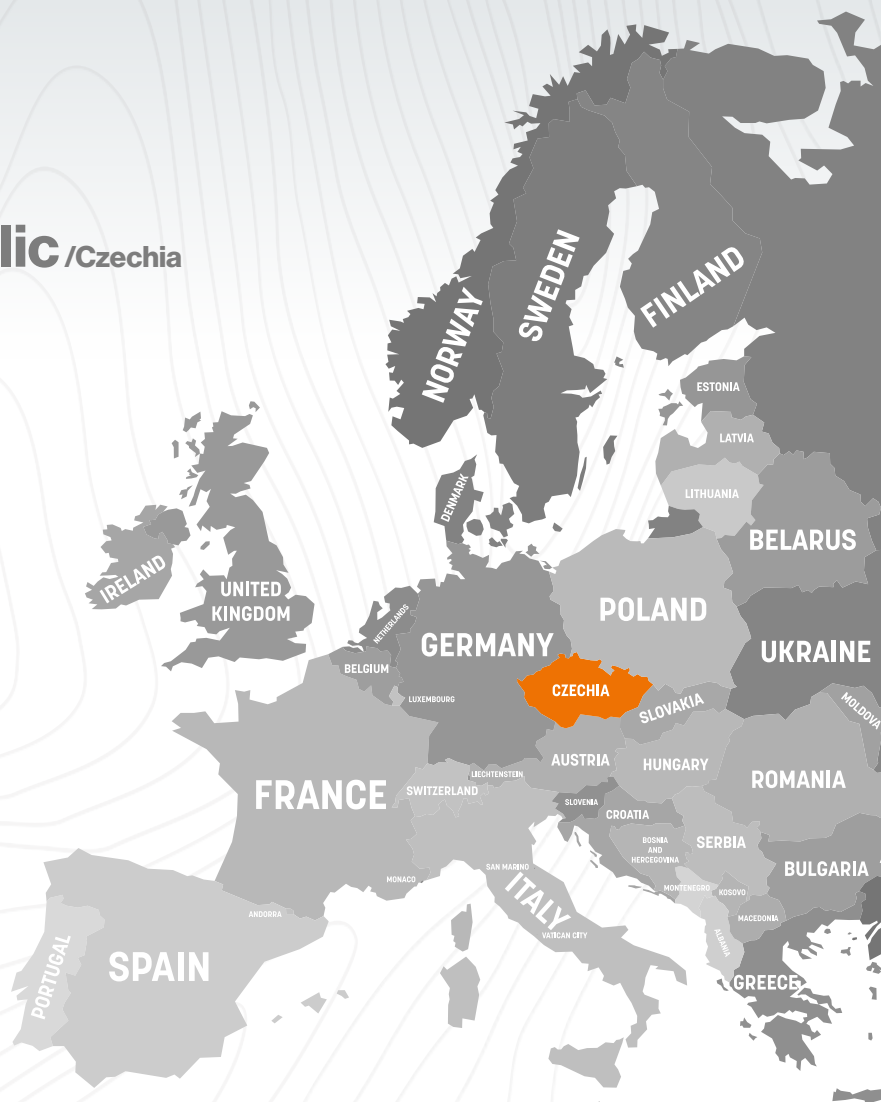 lic /Czechia
NORWAY
SWEDEN
FINLAND
ESTONIA
LATVIA
LITHUANIA
DENMARK
BELARUS
IRELAND
UNITED
KINGDOM
NETHERLANDS
POLAND
GERMANY
UKRAINE
BELGIUM
LUXEMBOURG
CZECHIA
SLOVAKIA
MOLDOVA
AUSTRIA
HUNGARY
LIECHTENSTEIN
SWITZERLAND
FRANCE
ROMANIA
SLOVENIA
CROATIA
BOSNIA
AND
HERCEGOVINA
SERBIA
BULGARIA
SAN MARINO
MONACO
MONTENEGRO
KOSOVO
ITALY
ANDORRA
MACEDONIA
VATICAN CITY
ALBANIA
PORTUGAL
SPAIN
GREECE